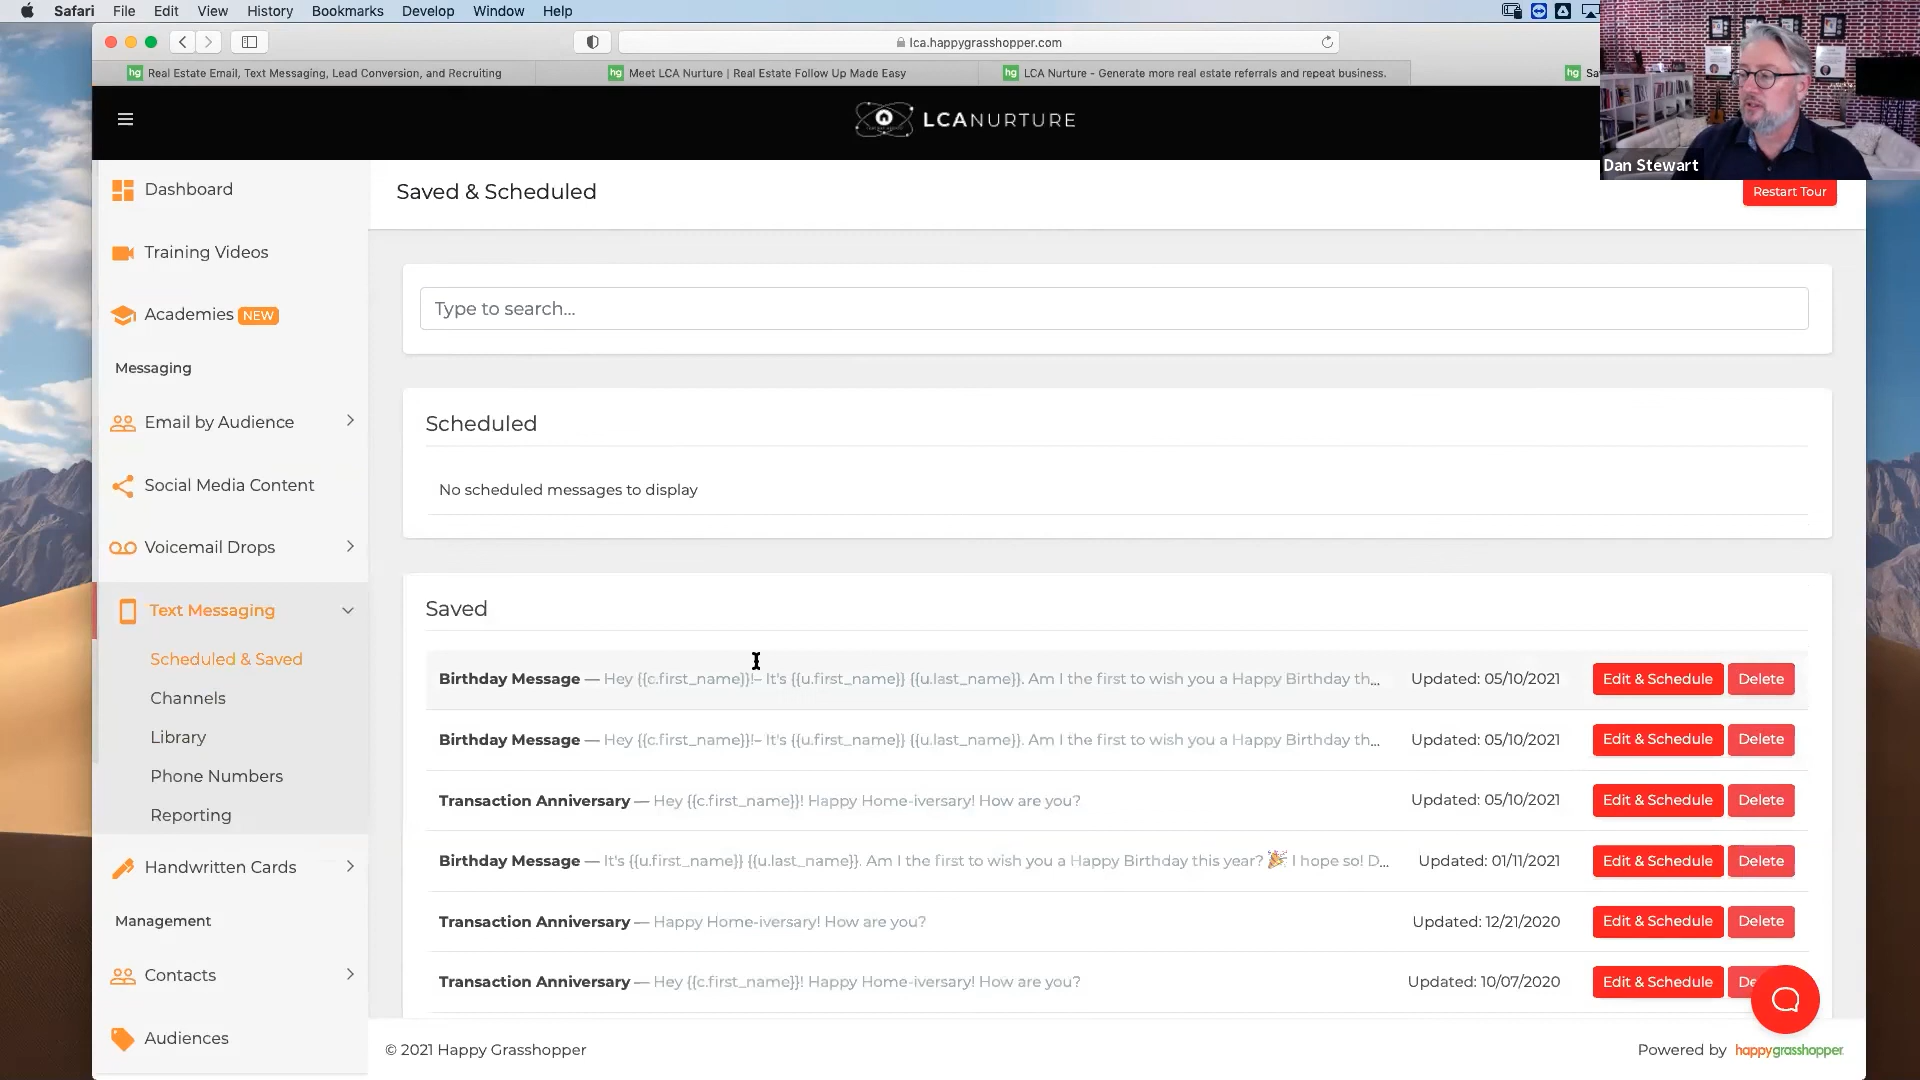 Safari File Edit View History Bookmarks Develop Window Help
lca.happygrasshopper.com
hg Real Estate Email, Text Messaging, Lead Conversion, and Recruiting
hg Meet LCA Nurture | Real Estate Follow Up Made Easy
hg LCA Nurture - Generate more real estate referrals and repeat business.
hg Sa
LCANURTURE
Dan Stewart
Dashboard
Training Videos
Academies NEW
Messaging
Email by Audience
Social Media Content
Voicemail Drops
Text Messaging
Scheduled & Saved
Channels
Library
Phone Numbers
Reporting
Handwritten Cards
Management
Contacts
Audiences
Saved & Scheduled
Restart Tour
Type to search...
Scheduled
No scheduled messages to display
Saved
Birthday Message — Hey {{c.first_name}}!– It's {{u.first_name}} {{u.last_name}}. Am I the first to wish you a Happy Birthday th... Updated: 05/10/2021 Edit & Schedule Delete
Birthday Message — Hey {{c.first_name}}!– It's {{u.first_name}} {{u.last_name}}. Am I the first to wish you a Happy Birthday th... Updated: 05/10/2021 Edit & Schedule Delete
Transaction Anniversary — Hey {{c.first_name}}! Happy Home-iversary! How are you? Updated: 05/10/2021 Edit & Schedule Delete
Birthday Message — It's {{u.first_name}} {{u.last_name}}. Am I the first to wish you a Happy Birthday this year? 🎉 I hope so! D... Updated: 01/11/2021 Edit & Schedule Delete
Transaction Anniversary — Happy Home-iversary! How are you? Updated: 12/21/2020 Edit & Schedule Delete
Transaction Anniversary — Hey {{c.first_name}}! Happy Home-iversary! How are you? Updated: 10/07/2020 Edit & Schedule De
© 2021 Happy Grasshopper
Powered by happygrasshopper